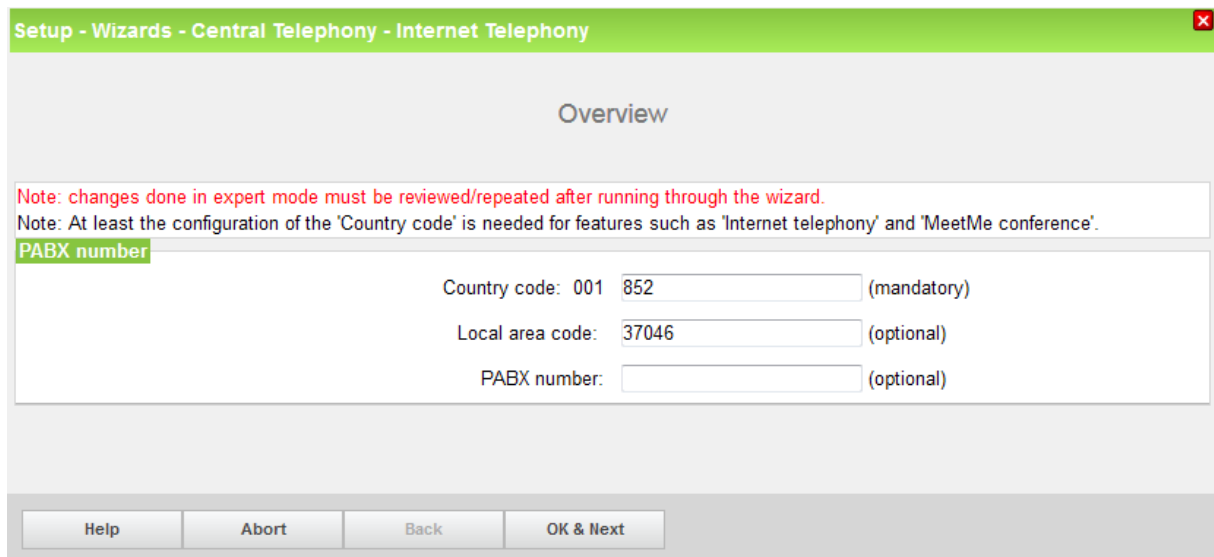 Setup - Wizards - Central Telephony - Internet Telephony
Overview
Note: changes done in expert mode must be reviewed/repeated after running through the wizard.
Note: At least the configuration of the 'Country code' is needed for features such as 'Internet telephony' and 'MeetMe conference'.
PABX number
Country code: 001 852 (mandatory)
Local area code: 37046 (optional)
PABX number: (optional)
Help Abort Back OK & Next